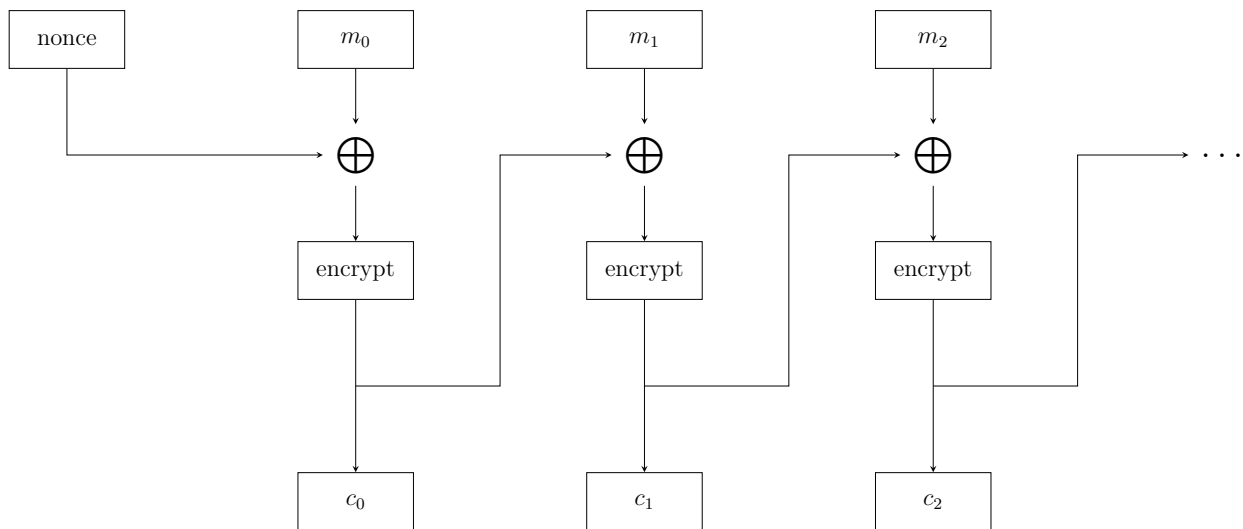 nonce m₀ m₁ m₂
⊕ ⊕ ⊕ ···
encrypt encrypt encrypt
c₀ c₁ c₂